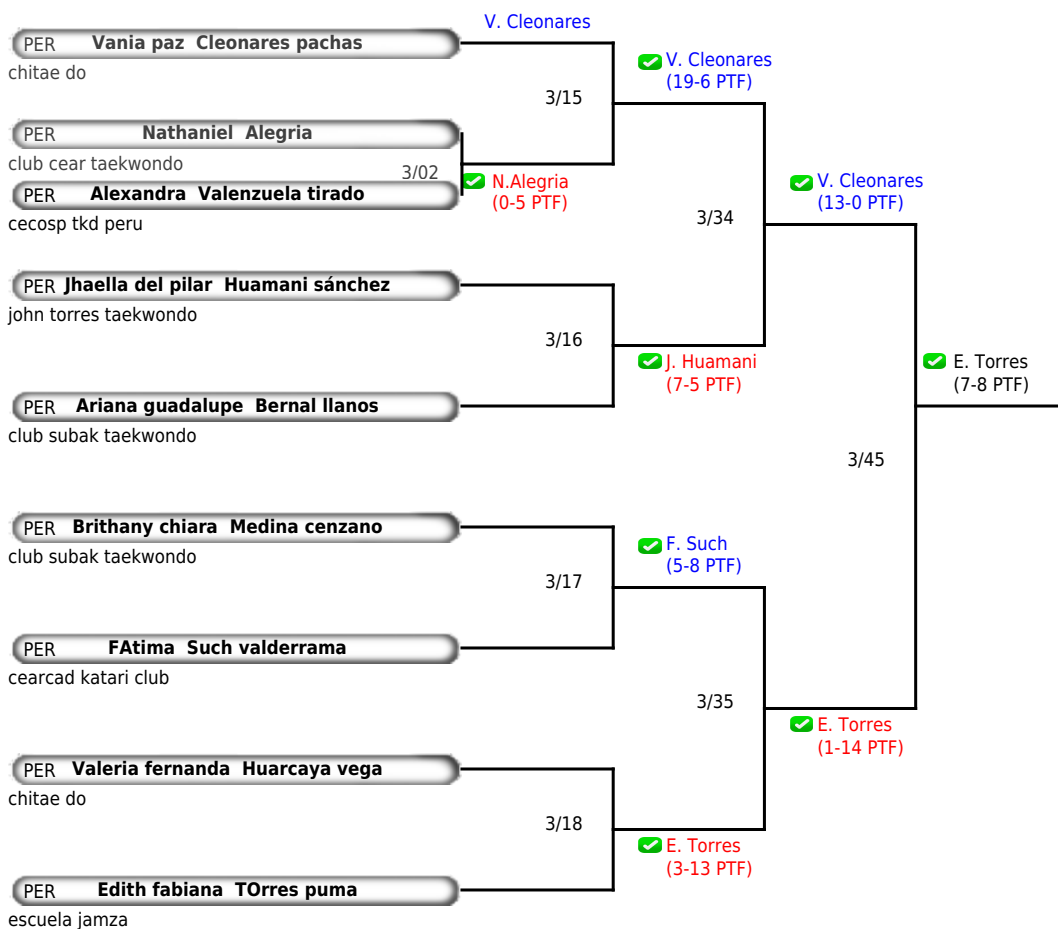 V. Cleonares
PER Vania paz Cleonares pachas
chitae do
V. Cleonares
(19-6 PTF)
3/15
PER Nathaniel Alegria
club cear taekwondo
3/02
N.Alegria
(0-5 PTF)
PER Alexandra Valenzuela tirado
cecosp tkd peru
V. Cleonares
(13-0 PTF)
3/34
PER Jhaella del pilar Huamani sánchez
john torres taekwondo
3/16
J. Huamani
(7-5 PTF)
E. Torres
(7-8 PTF)
PER Ariana guadalupe Bernal llanos
club subak taekwondo
3/45
PER Brithany chiara Medina cenzano
club subak taekwondo
F. Such
(5-8 PTF)
3/17
PER FAtima Such valderrama
cearcad katari club
3/35
E. Torres
(1-14 PTF)
PER Valeria fernanda Huarcaya vega
chitae do
3/18
E. Torres
(3-13 PTF)
PER Edith fabiana TOrres puma
escuela jamza